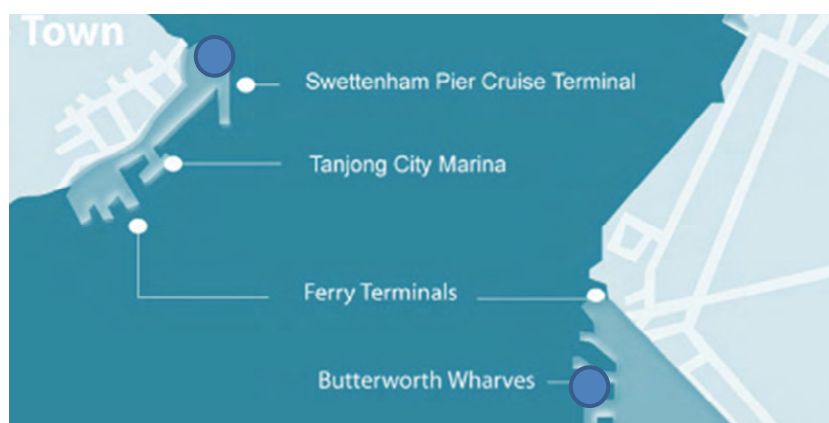 Town
Swettenham Pier Cruise Terminal
Tanjong City Marina
Ferry Terminals
Butterworth Wharves